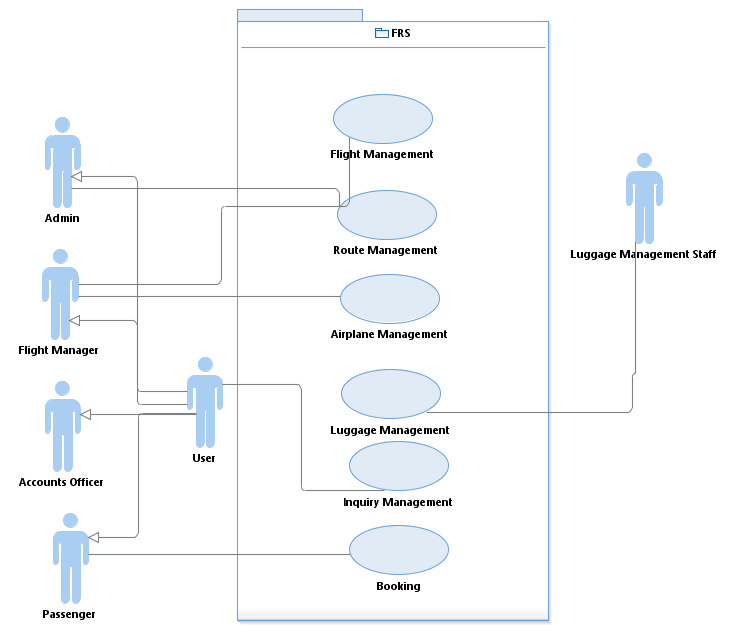 FRS
Flight Management
Admin
Route Management
Luggage Management Staff
Airplane Management
Flight Manager
Luggage Management
User
Accounts Officer
Inquiry Management
Booking
Passenger